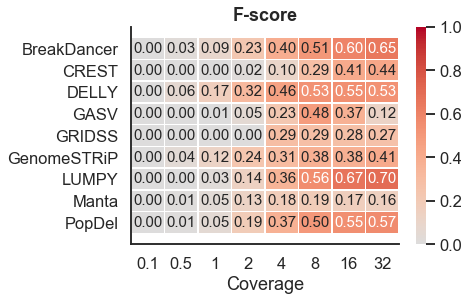 F-score
BreakDancer 0.00 0.03 0.09 0.23 0.40 0.51 0.60 0.65
CREST 0.00 0.00 0.00 0.02 0.10 0.29 0.41 0.44
DELLY 0.00 0.06 0.17 0.32 0.46 0.53 0.55 0.53
GASV 0.00 0.00 0.01 0.05 0.23 0.48 0.37 0.12
GRIDSS 0.00 0.00 0.00 0.00 0.29 0.29 0.28 0.27
GenomeSTRiP 0.00 0.04 0.12 0.24 0.31 0.38 0.38 0.41
LUMPY 0.00 0.00 0.03 0.14 0.36 0.56 0.67 0.70
Manta 0.00 0.01 0.05 0.13 0.18 0.19 0.17 0.16
PopDel 0.00 0.01 0.05 0.19 0.37 0.50 0.55 0.57
0.1 0.5 1 2 4 8 16 32
Coverage
1.0
0.8
0.6
0.4
0.2
0.0